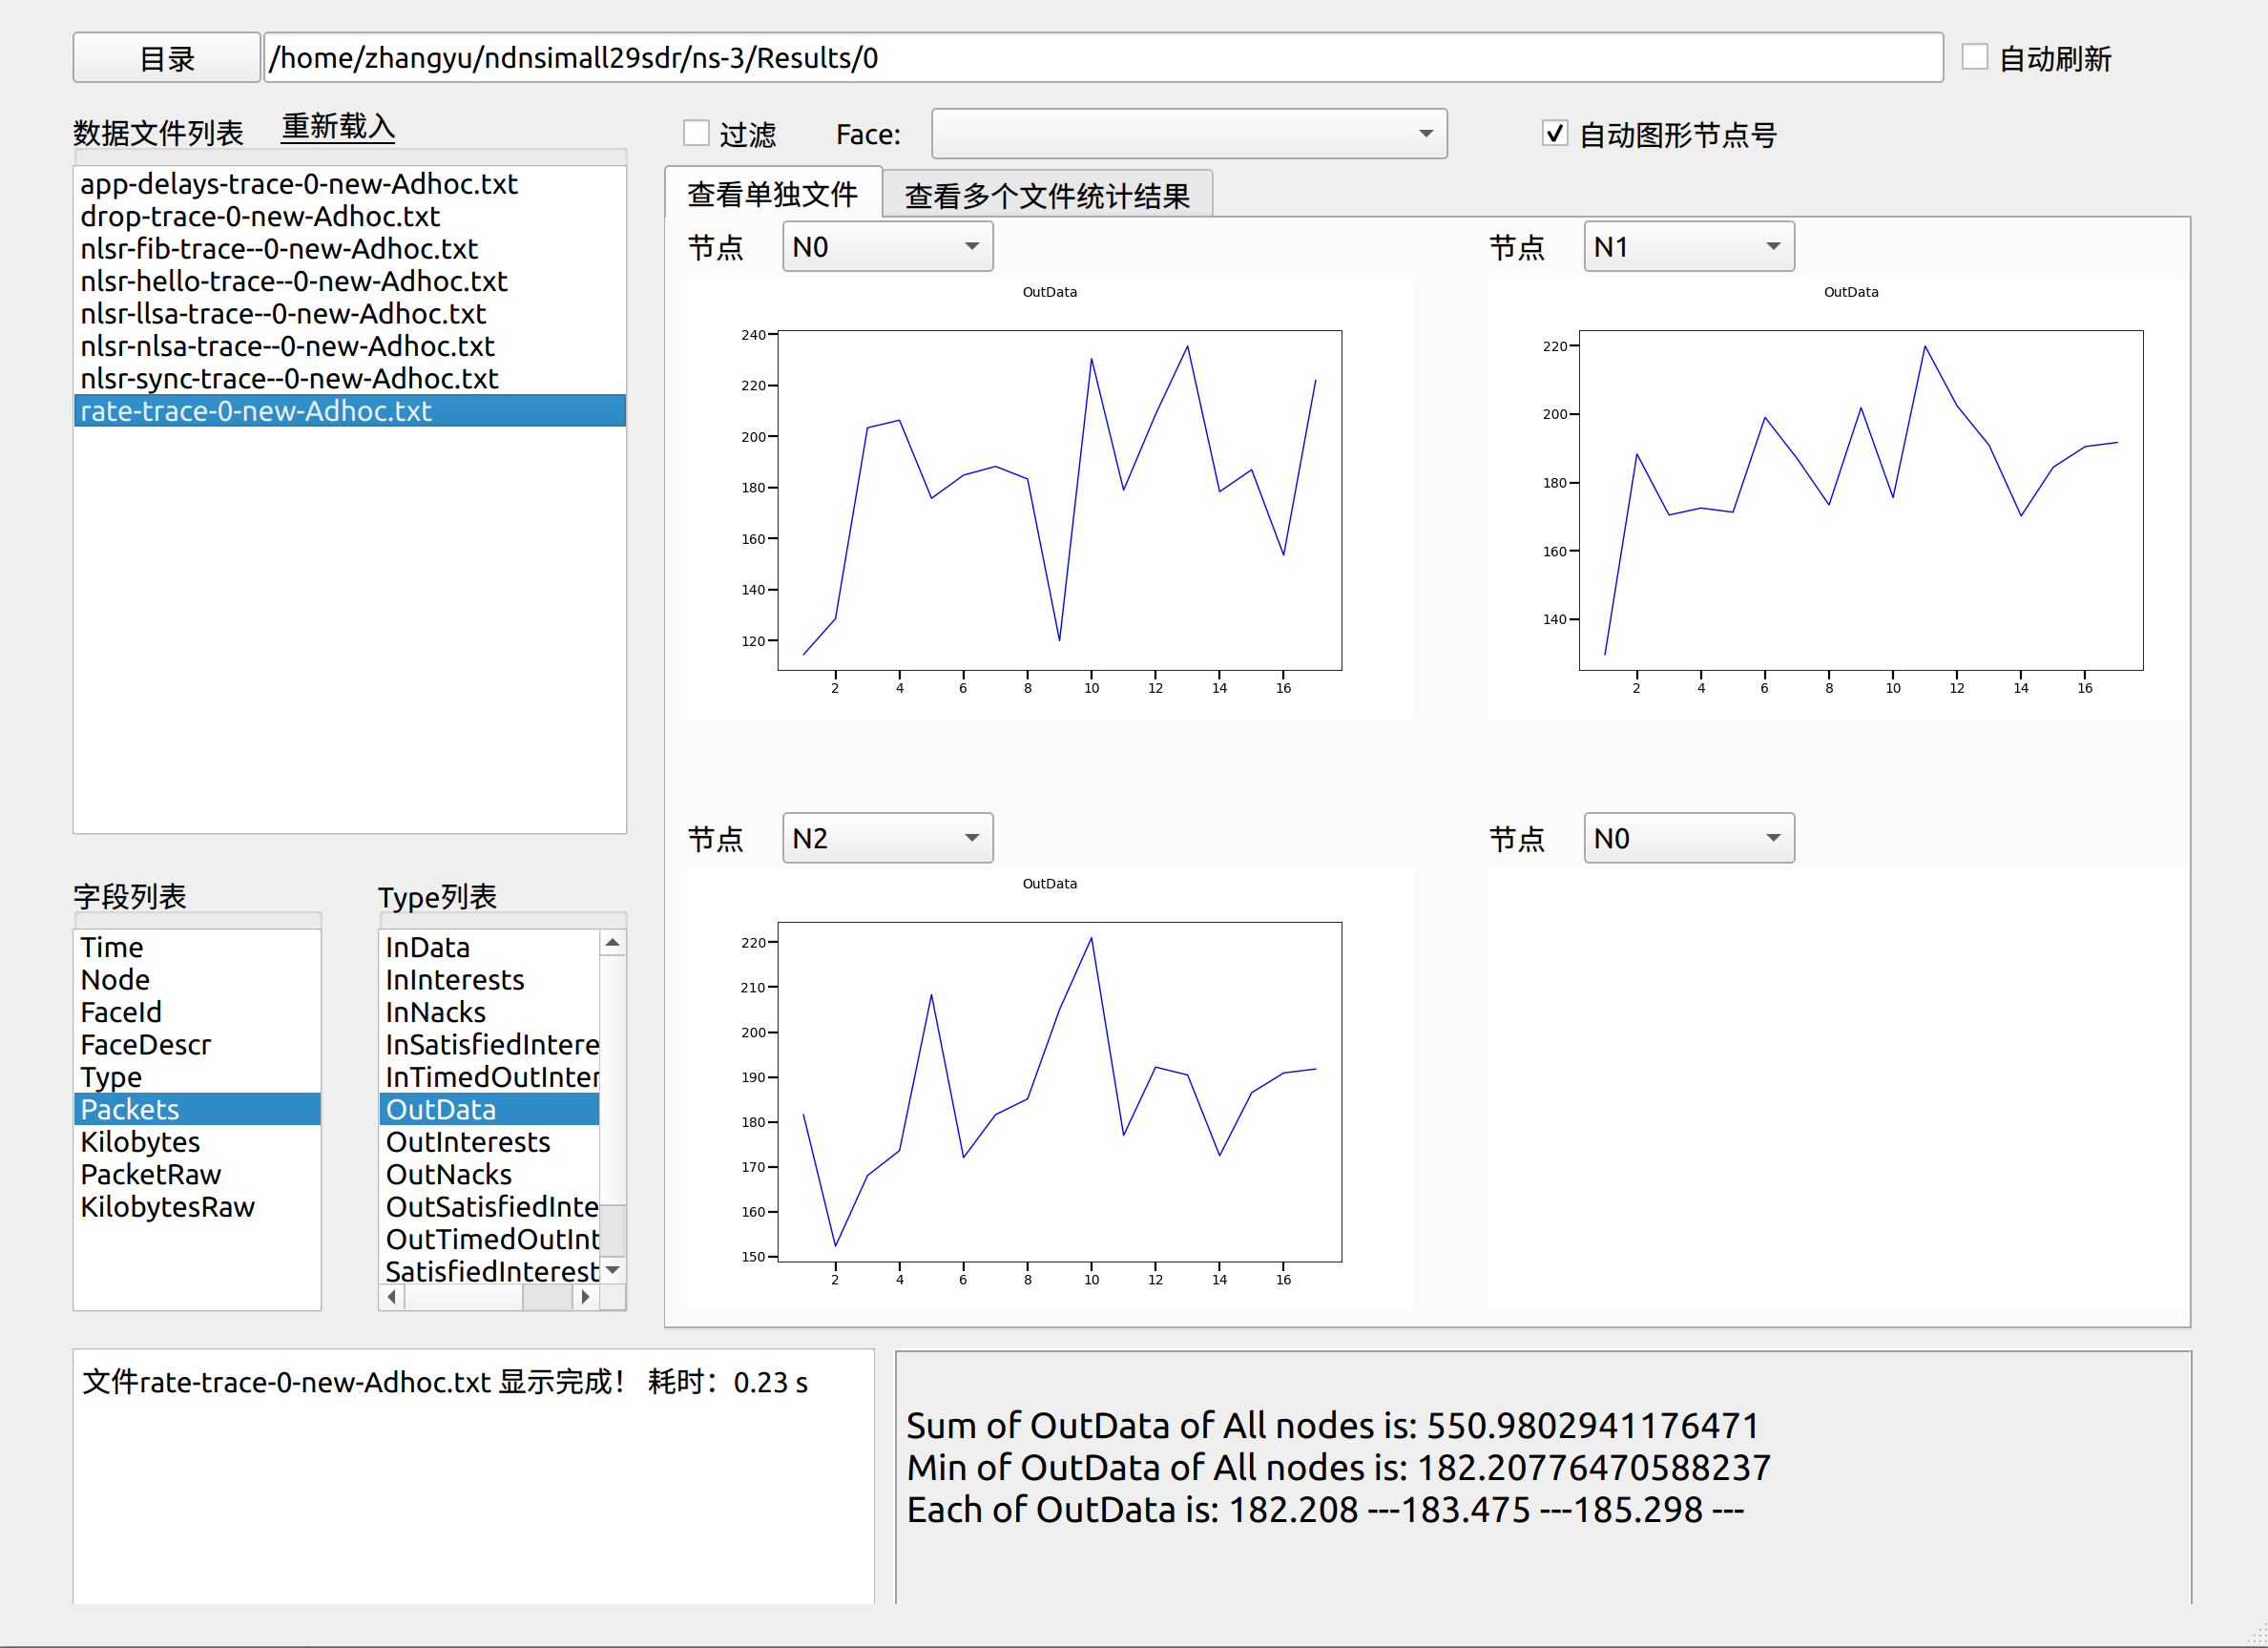 目录 /home/zhangyu/ndnsimall29sdr/ns-3/Results/0 自动刷新
数据文件列表 重新载入
app-delays-trace-0-new-Adhoc.txt
drop-trace-0-new-Adhoc.txt
nlsr-fib-trace--0-new-Adhoc.txt
nlsr-hello-trace--0-new-Adhoc.txt
nlsr-llsa-trace--0-new-Adhoc.txt
nlsr-nlsa-trace--0-new-Adhoc.txt
nlsr-sync-trace--0-new-Adhoc.txt
rate-trace-0-new-Adhoc.txt
过滤 Face: 自动图形节点号
查看单独文件 查看多个文件统计结果
节点 N0
OutData
240
220
200
180
160
140
120
2 4 6 8 10 12 14 16
节点 N1
OutData
220
200
180
160
140
2 4 6 8 10 12 14 16
节点 N2
OutData
220
210
200
190
180
170
160
150
2 4 6 8 10 12 14 16
节点 N0
字段列表
Time
Node
FaceId
FaceDescr
Type
Packets
Kilobytes
PacketRaw
KilobytesRaw
Type列表
InData
InInterests
InNacks
InSatisfiedIntere
InTimedOutInter
OutData
OutInterests
OutNacks
OutSatisfiedInte
OutTimedOutInt
SatisfiedInterest
文件rate-trace-0-new-Adhoc.txt 显示完成！ 耗时：0.23 s
Sum of OutData of All nodes is: 550.9802941176471
Min of OutData of All nodes is: 182.20776470588237
Each of OutData is: 182.208 ---183.475 ---185.298 ---